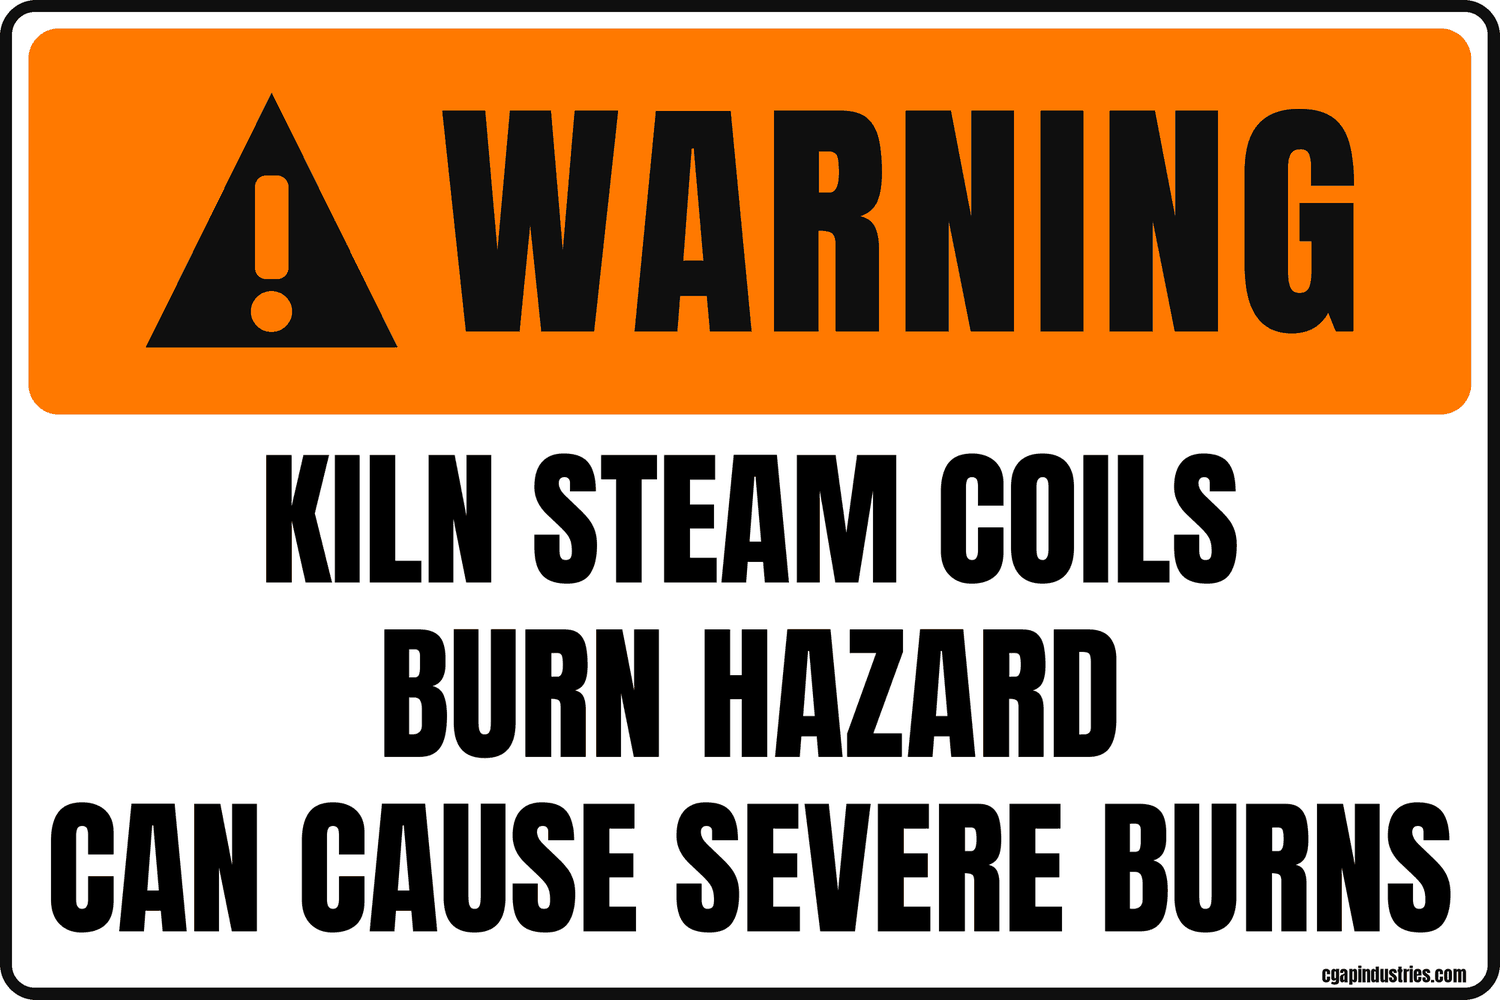 WARNING
KILN STEAM COILS
BURN HAZARD
CAN CAUSE SEVERE BURNS
cgapindustries.com